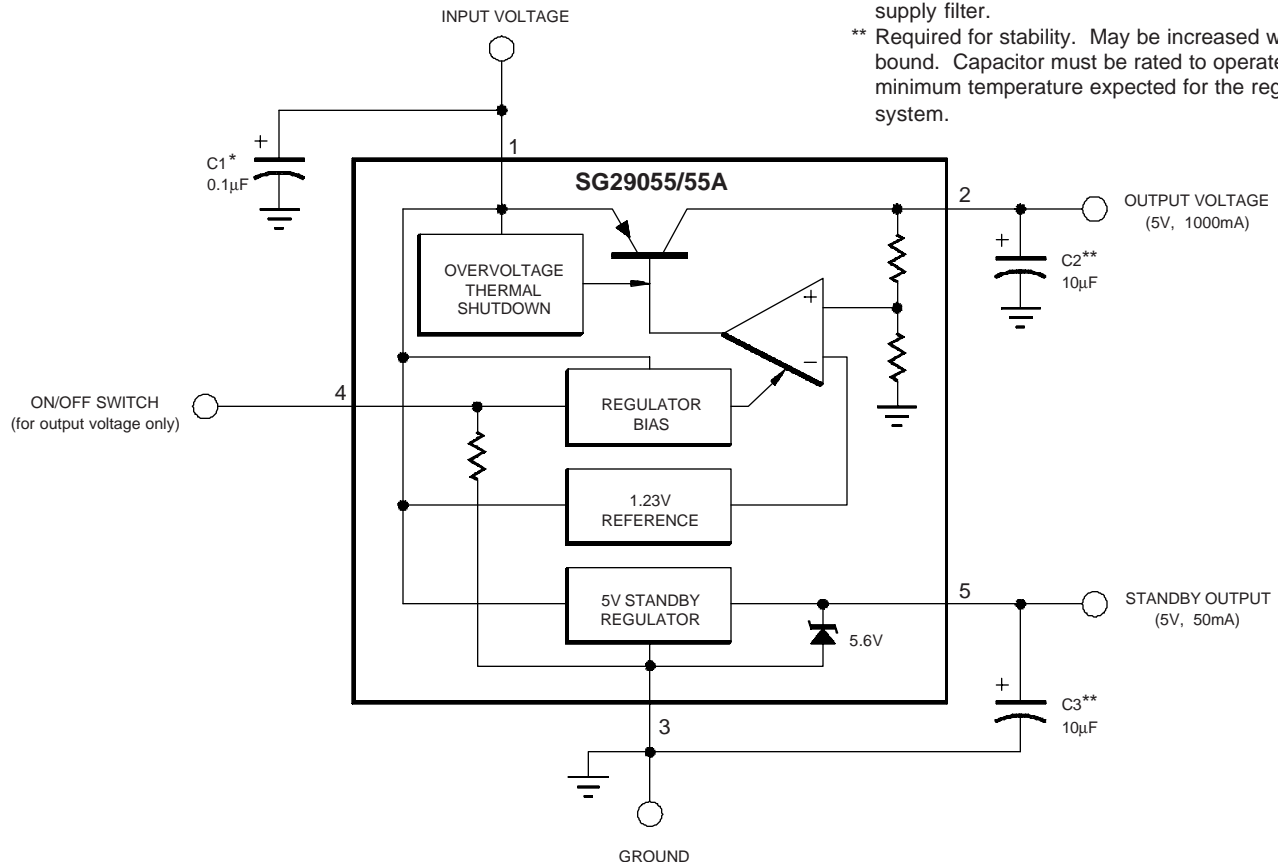 supply filter.
** Required for stability. May be increased w
bound. Capacitor must be rated to operate
minimum temperature expected for the reg
system.
INPUT VOLTAGE
+
C1*
0.1µF
1
SG29055/55A
2
OUTPUT VOLTAGE
(5V, 1000mA)
+
C2**
10µF
OVERVOLTAGE
THERMAL
SHUTDOWN
+
−
ON/OFF SWITCH
(for output voltage only)
4
REGULATOR
BIAS
1.23V
REFERENCE
5V STANDBY
REGULATOR
5.6V
5
STANDBY OUTPUT
(5V, 50mA)
+
C3**
10µF
3
GROUND